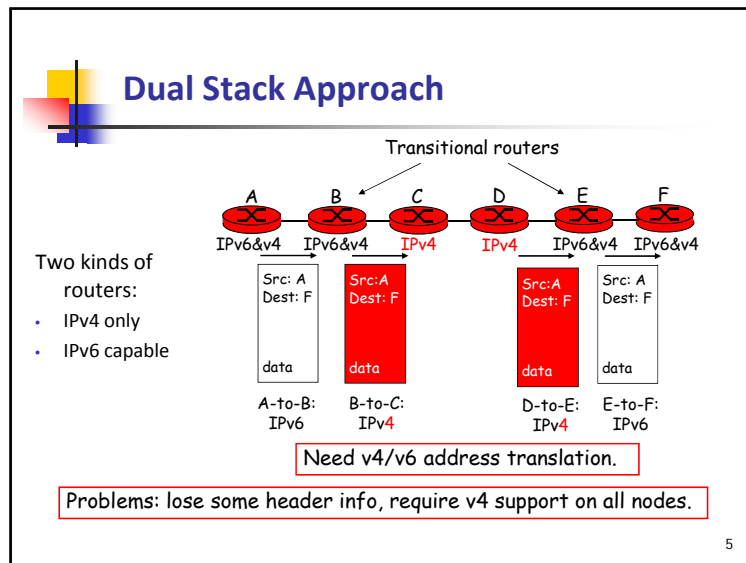 Dual Stack Approach
Transitional routers
A B C D E F
IPv6&v4 IPv6&v4 IPv4 IPv4 IPv6&v4 IPv6&v4
Two kinds of
routers:
• IPv4 only
• IPv6 capable
Src: A
Dest: F
data
Src:A
Dest: F
data
Src:A
Dest: F
data
Src: A
Dest: F
data
A-to-B:
IPv6
B-to-C:
IPv4
D-to-E:
IPv4
E-to-F:
IPv6
Need v4/v6 address translation.
Problems: lose some header info, require v4 support on all nodes.
5